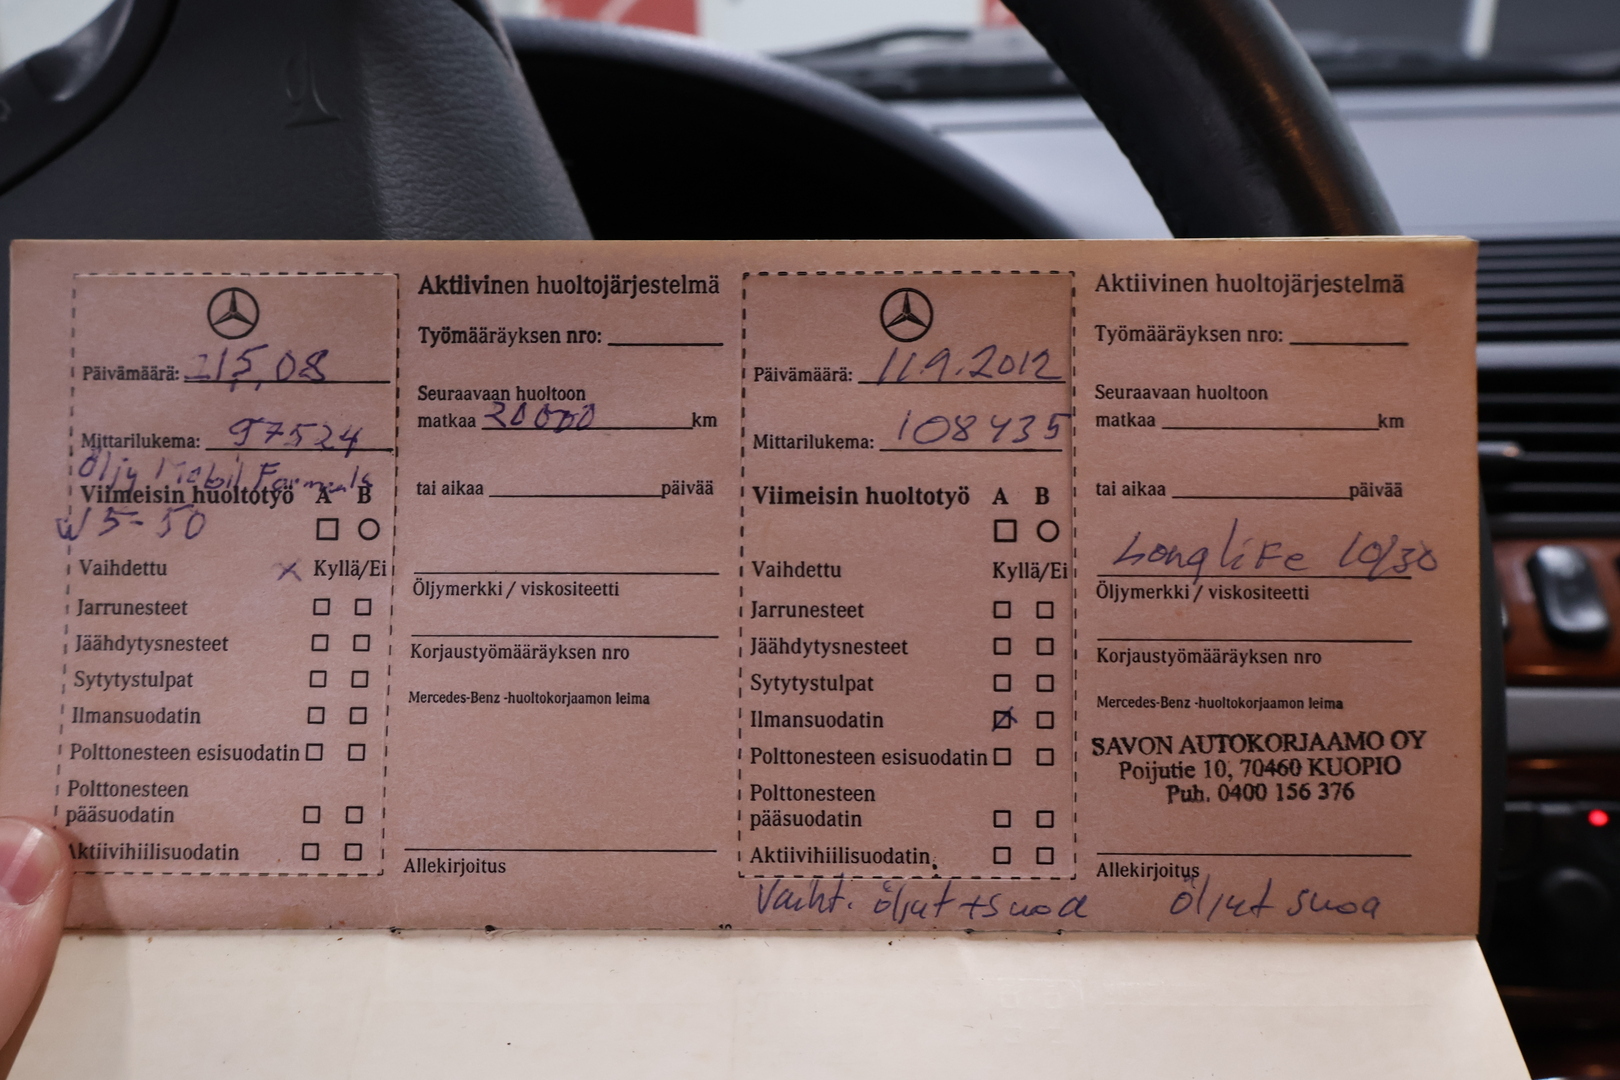 Päivämäärä: 15,08
Mittarilukema: 97524
Öljy Mobil Formula
Viimeisin huoltotyö A B
W 5-50
Vaihdettu x Kyllä/Ei
Jarrunesteet
Jäähdytysnesteet
Sytytystulpat
Ilmansuodatin
Polttonesteen esisuodatin
Polttonesteen
pääsuodatin
Aktiivihiilisuodatin
Aktiivinen huoltojärjestelmä
Työmääräyksen nro:
Seuraavaan huoltoon
matkaa 20000 km
tai aikaa päivää
Öljymerkki / viskositeetti
Korjaustyömääräyksen nro
Mercedes-Benz -huoltokorjaamon leima
Allekirjoitus
Päivämäärä: 11.9.2012
Mittarilukema: 108435
Viimeisin huoltotyö A B
Vaihdettu Kyllä/Ei
Jarrunesteet
Jäähdytysnesteet
Sytytystulpat
Ilmansuodatin
Polttonesteen esisuodatin
Polttonesteen
pääsuodatin
Aktiivihiilisuodatin
Vaiht. öljyt + suod
Aktiivinen huoltojärjestelmä
Työmääräyksen nro:
Seuraavaan huoltoon
matkaa km
tai aikaa päivää
Longlife 10/30
Öljymerkki / viskositeetti
Korjaustyömääräyksen nro
Mercedes-Benz -huoltokorjaamon leima
SAVON AUTOKORJAAMO OY
Poijutie 10, 70460 KUOPIO
Puh. 0400 156 376
Allekirjoitus
öljyt suoa